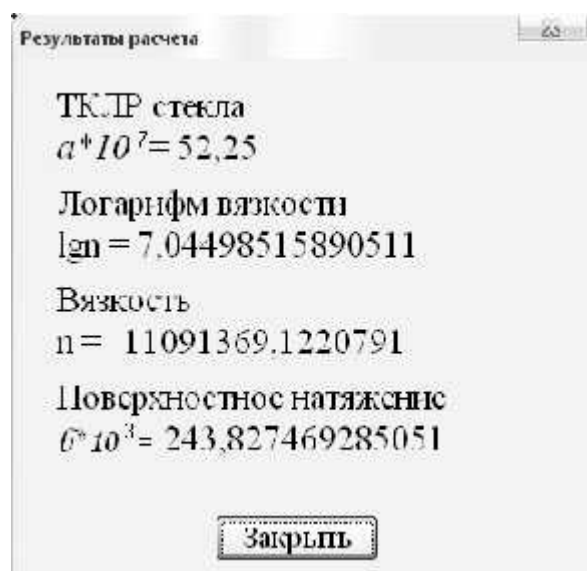 Результаты расчета
ТКЛР стекла
a*10⁷= 52,25
Логарифм вязкости
lgn = 7,04498515890511
Вязкость
n = 11091369,1220791
Поверхностное натяжение
б*10³= 243,827469285051
Закрыть